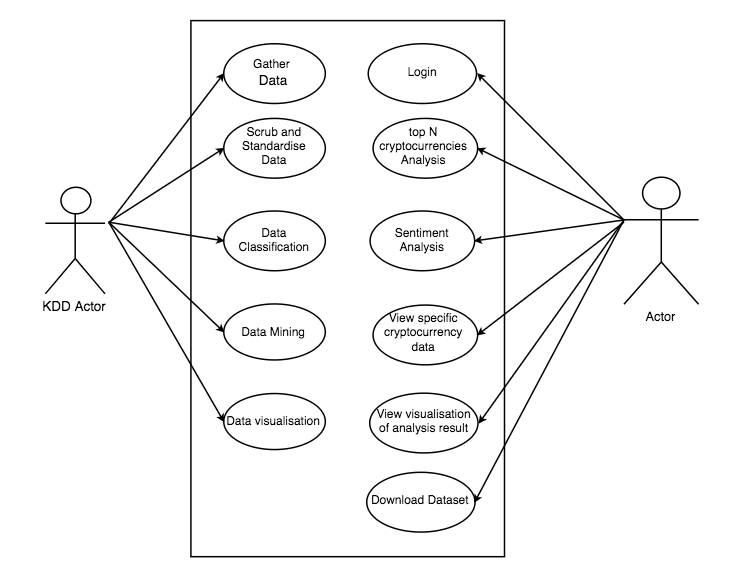 Gather
Data
Scrub and
Standardise
Data
Data
Classification
Data Mining
Data visualisation
Login
top N
cryptocurrencies
Analysis
Sentiment
Analysis
View specific
cryptocurrency
data
View visualisation
of analysis result
Download Dataset
KDD Actor
Actor